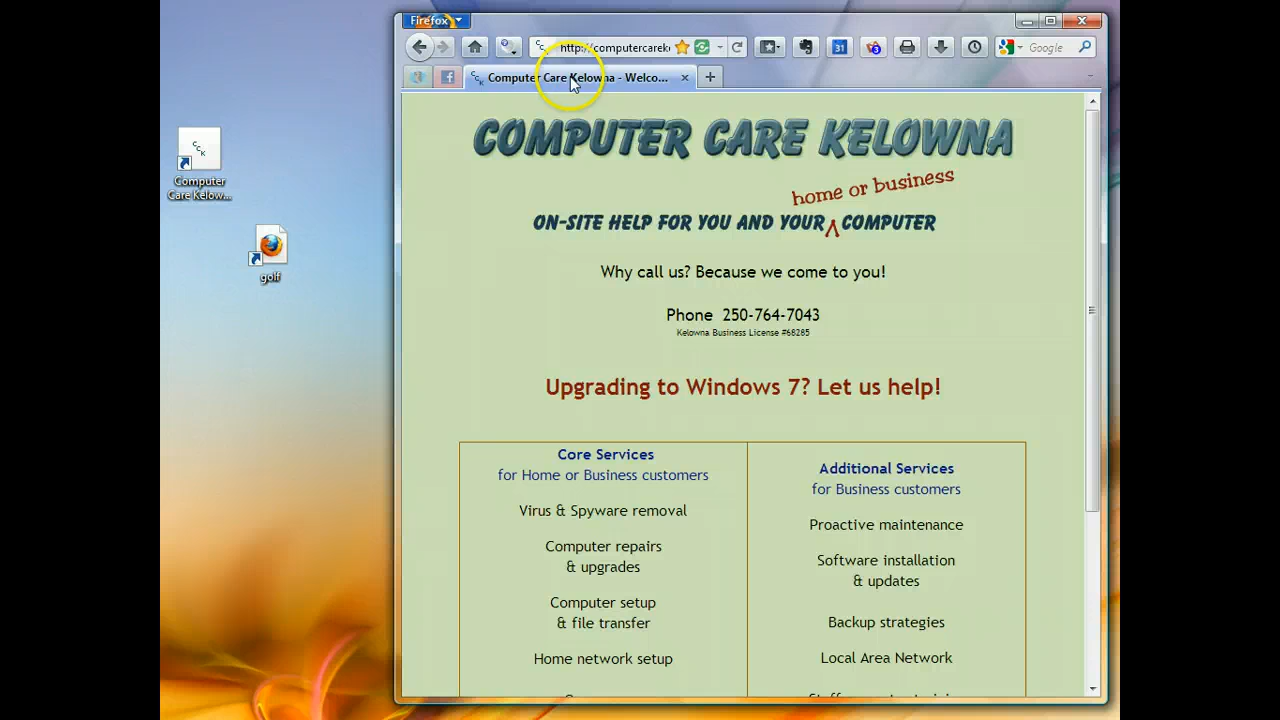 Firefox
http://computercarek
31
3
Google
Computer Care Kelowna - Welco...
Computer
Care Kelow...
golf
COMPUTER CARE KELOWNA
home or business
ON-SITE HELP FOR YOU AND YOUR COMPUTER
Why call us? Because we come to you!
Phone 250-764-7043
Kelowna Business License #68285
Upgrading to Windows 7? Let us help!
Core Services
for Home or Business customers
Virus & Spyware removal
Computer repairs
& upgrades
Computer setup
& file transfer
Home network setup
Additional Services
for Business customers
Proactive maintenance
Software installation
& updates
Backup strategies
Local Area Network